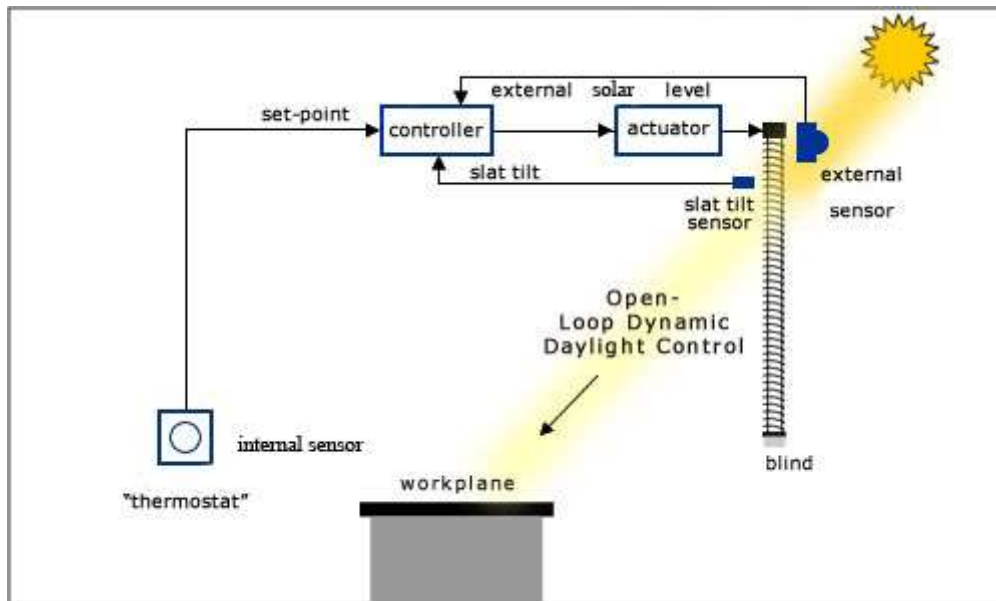 external solar level
set-point
controller
actuator
slat tilt
slat tilt
sensor
external
sensor
Open-
Loop Dynamic
Daylight Control
internal sensor
blind
workplane
"thermostat"